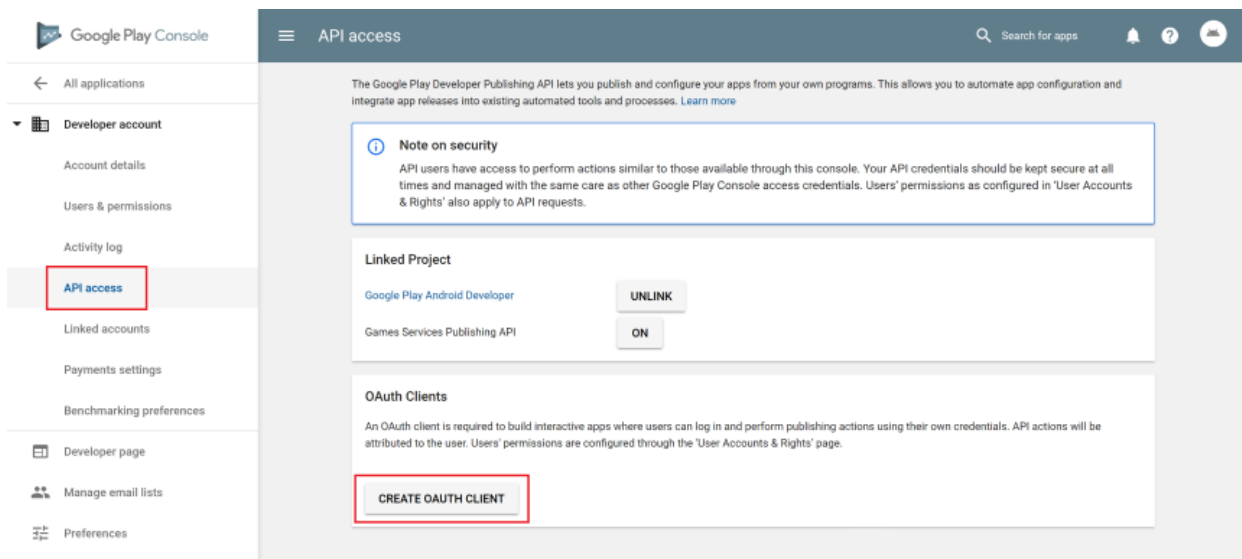 Google Play Console
API access
Search for apps
All applications
Developer account
Account details
Users & permissions
Activity log
API access
Linked accounts
Payments settings
Benchmarking preferences
Developer page
Manage email lists
Preferences
The Google Play Developer Publishing API lets you publish and configure your apps from your own programs. This allows you to automate app configuration and
integrate app releases into existing automated tools and processes. Learn more
Note on security
API users have access to perform actions similar to those available through this console. Your API credentials should be kept secure at all
times and managed with the same care as other Google Play Console access credentials. Users' permissions as configured in 'User Accounts
& Rights' also apply to API requests.
Linked Project
Google Play Android Developer UNLINK
Games Services Publishing API ON
OAuth Clients
An OAuth client is required to build interactive apps where users can log in and perform publishing actions using their own credentials. API actions will be
attributed to the user. Users' permissions are configured through the 'User Accounts & Rights' page.
CREATE OAUTH CLIENT